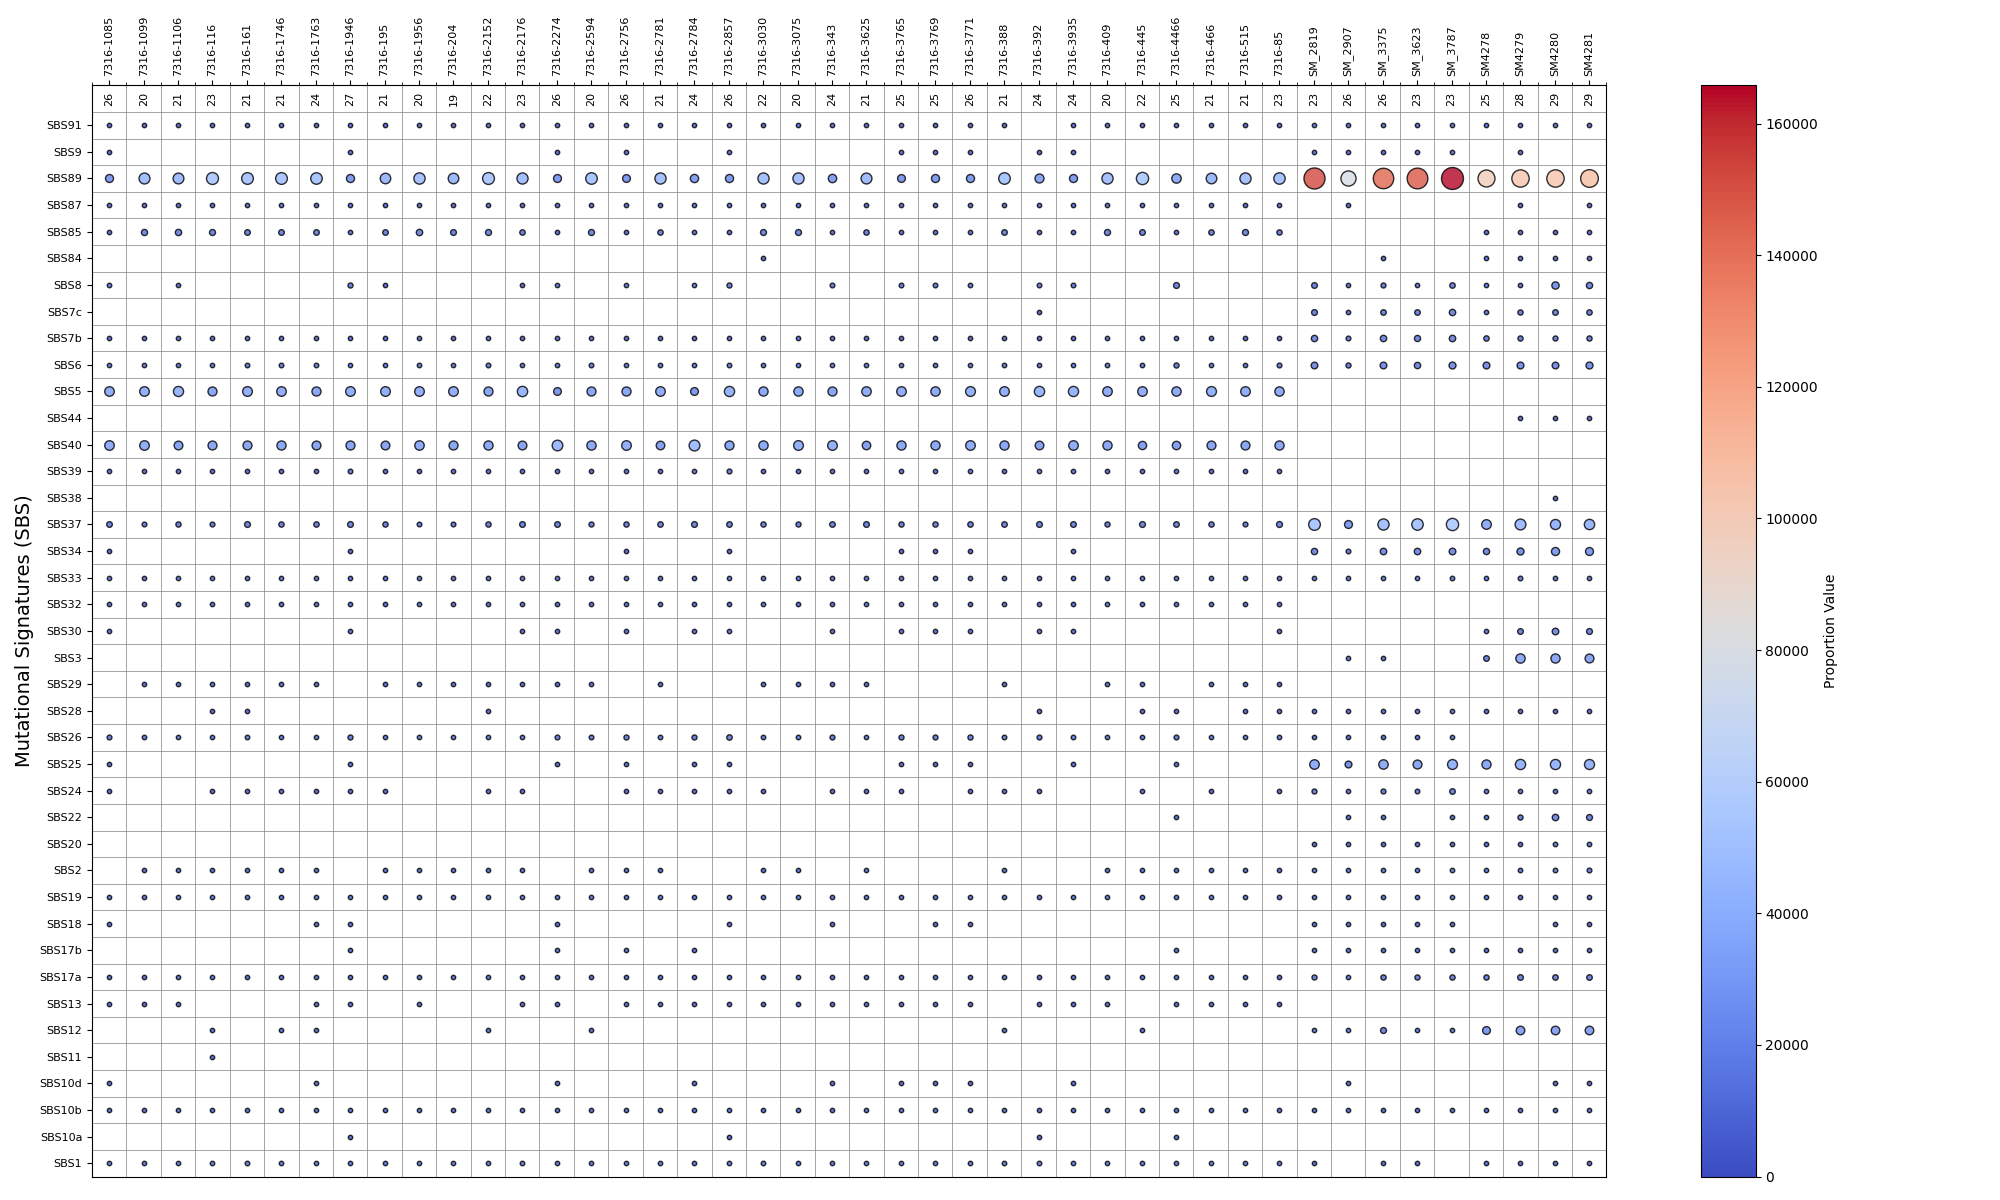 7316-1085 7316-1099 7316-1106 7316-116 7316-161 7316-1746 7316-1763 7316-1946 7316-195 7316-1956 7316-204 7316-2152 7316-2176 7316-2274 7316-2594 7316-2756 7316-2781 7316-2784 7316-2857 7316-3030 7316-3075 7316-343 7316-3625 7316-3765 7316-3769 7316-3771 7316-388 7316-392 7316-3935 7316-409 7316-445 7316-4466 7316-466 7316-515 7316-85 SM_2819 SM_2907 SM_3375 SM_3623 SM_3787 SM4278 SM4279 SM4280 SM4281
26 20 21 23 21 21 24 27 21 20 19 22 23 26 20 26 21 24 26 22 20 24 21 25 25 26 21 24 24 20 22 25 21 21 23 23 26 26 23 23 25 28 29 29
SBS91
SBS9
SBS89
SBS87
SBS85
SBS84
SBS8
SBS7c
SBS7b
SBS6
SBS5
SBS44
SBS40
SBS39
SBS38
SBS37
SBS34
SBS33
SBS32
SBS30
SBS3
SBS29
SBS28
SBS26
SBS25
SBS24
SBS22
SBS20
SBS2
SBS19
SBS18
SBS17b
SBS17a
SBS13
SBS12
SBS11
SBS10d
SBS10b
SBS10a
SBS1
Mutational Signatures (SBS)
160000
140000
120000
100000
80000
60000
40000
20000
0
Proportion Value